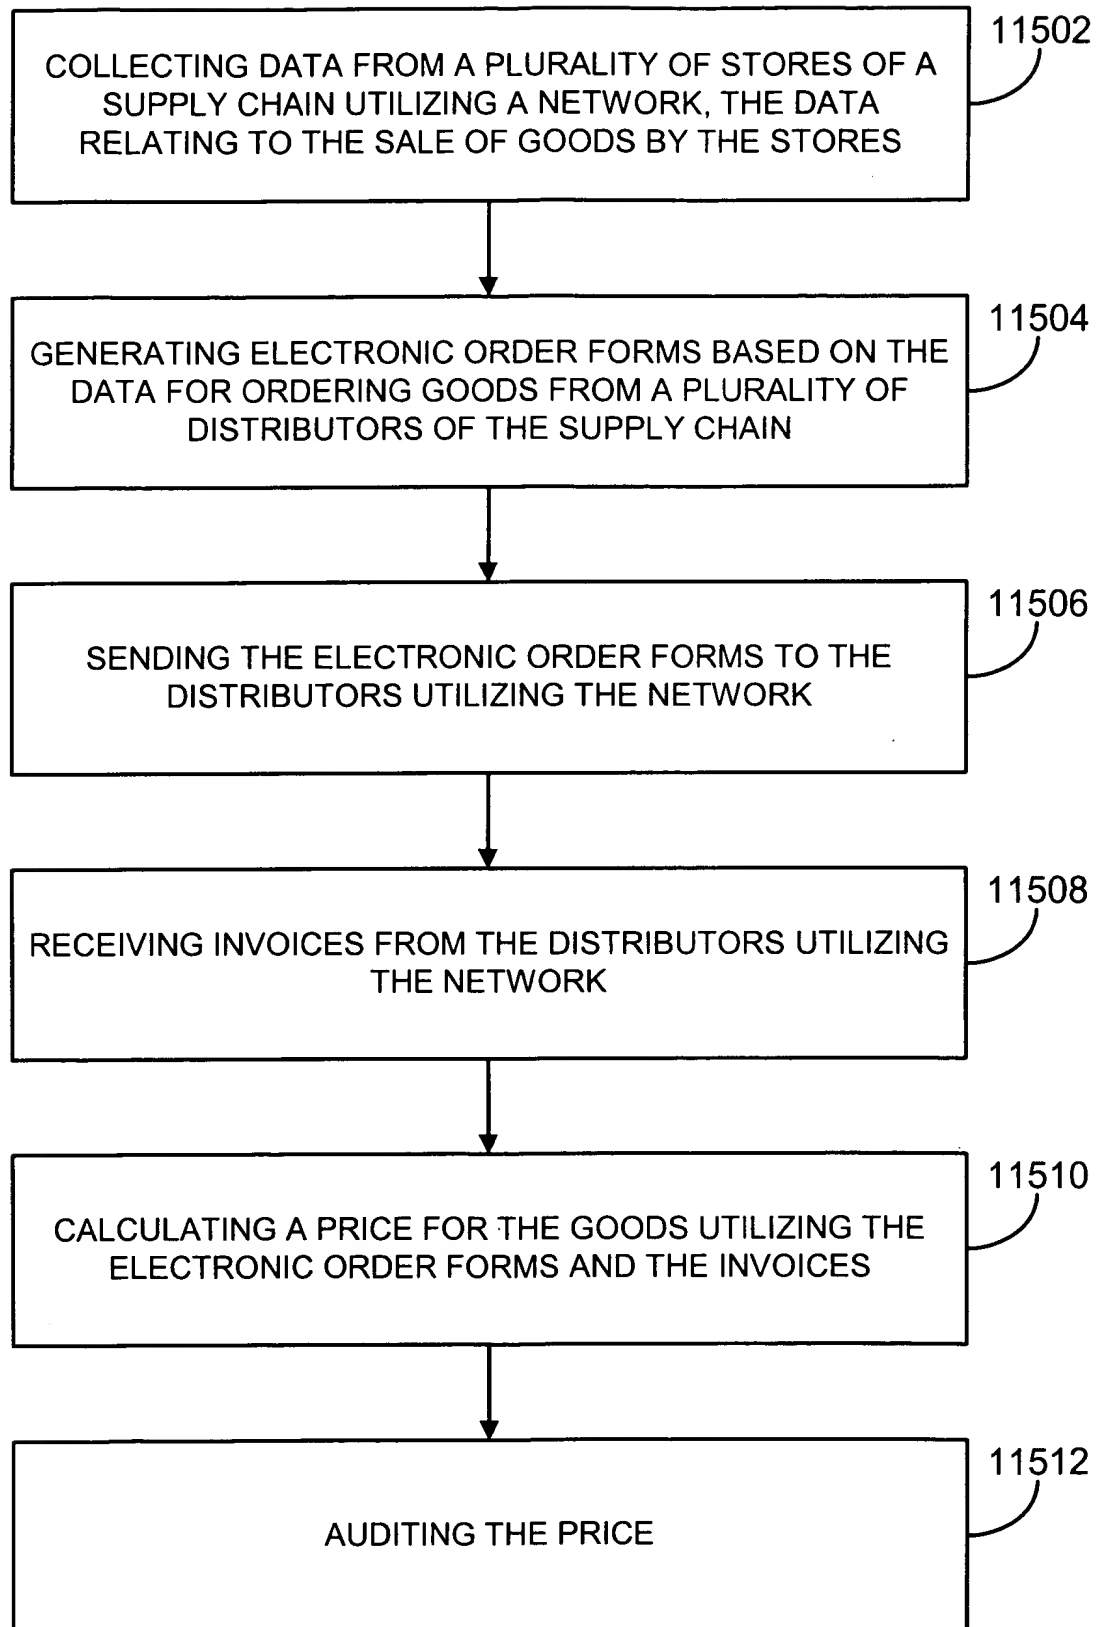 11502
COLLECTING DATA FROM A PLURALITY OF STORES OF A
SUPPLY CHAIN UTILIZING A NETWORK, THE DATA
RELATING TO THE SALE OF GOODS BY THE STORES
11504
GENERATING ELECTRONIC ORDER FORMS BASED ON THE
DATA FOR ORDERING GOODS FROM A PLURALITY OF
DISTRIBUTORS OF THE SUPPLY CHAIN
11506
SENDING THE ELECTRONIC ORDER FORMS TO THE
DISTRIBUTORS UTILIZING THE NETWORK
11508
RECEIVING INVOICES FROM THE DISTRIBUTORS UTILIZING
THE NETWORK
11510
CALCULATING A PRICE FOR THE GOODS UTILIZING THE
ELECTRONIC ORDER FORMS AND THE INVOICES
11512
AUDITING THE PRICE